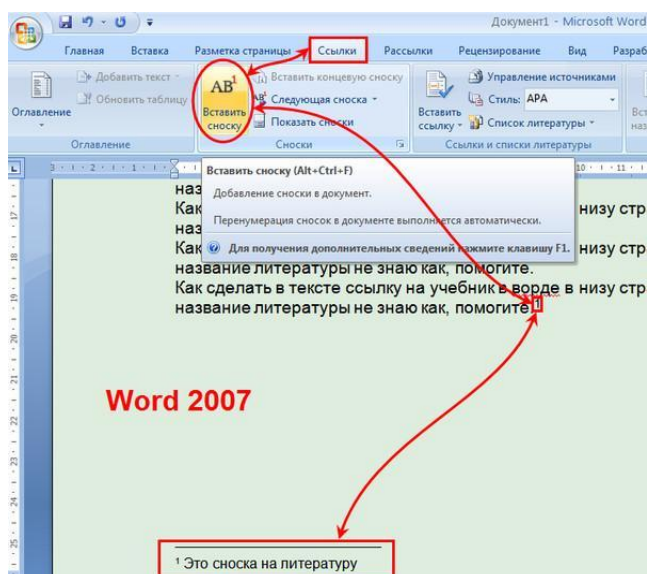 Документ1 - Microsoft Word
Главная Вставка Разметка страницы Ссылки Рассылки Рецензирование Вид Разраб
Оглавление
Добавить текст
Обновить таблицу
Оглавление
AB¹
Вставить сноску
Вставить концевую сноску
Следующая сноска
Показать сноски
Сноски
Вставить ссылку
Управление источниками
Стиль: APA
Список литературы
Ссылки и списки литературы
Вставить сноску (Alt+Ctrl+F)
Добавление сноски в документ.
Перенумерация сносок в документе выполняется автоматически.
Для получения дополнительных сведений нажмите клавишу F1.
наз
Как низу стр
наз
Как низу стр
название литературы не знаю как, помогите.
Как сделать в тексте ссылку на учебник в ворде в низу стр
название литературы не знаю как, помогите.¹
Word 2007
¹ Это сноска на литературу